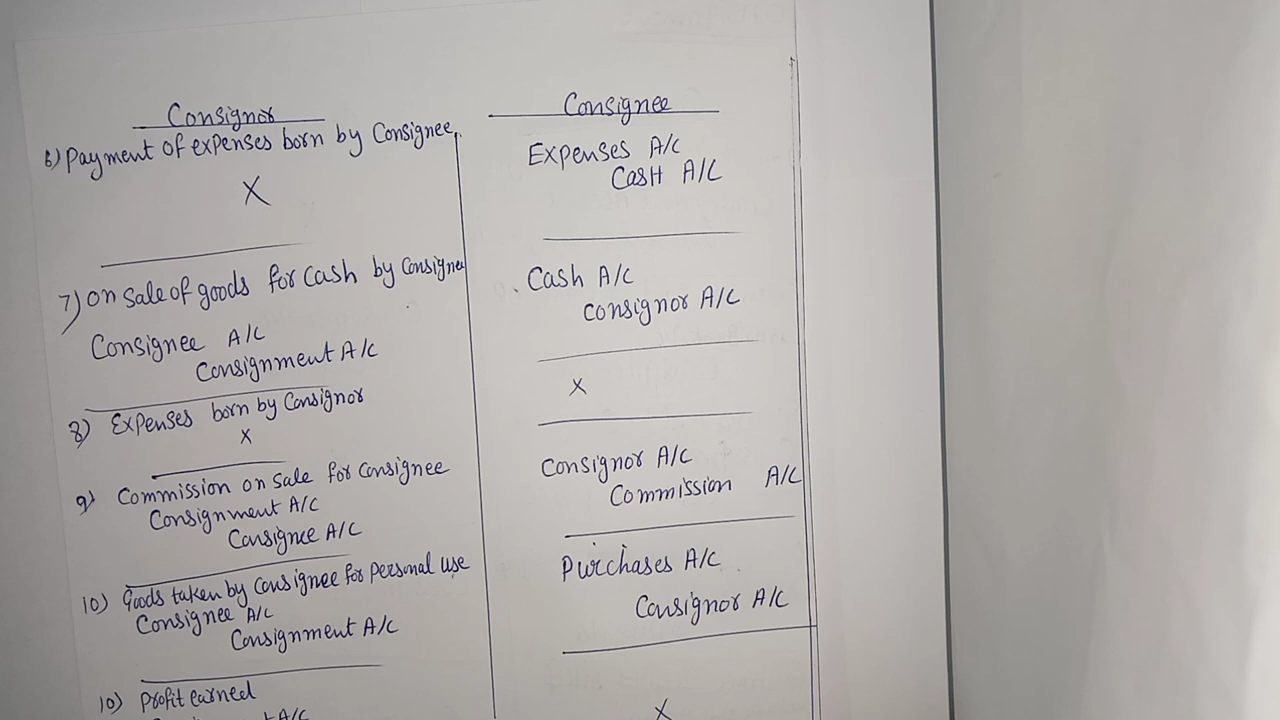 Consignor
6) Payment of expenses born by Consignee.
X
7) on sale of goods for cash by Consignee
Consignee A/C
Consignment A/C
8) Expenses born by Consignor
X
9) Commission on sale for Consignee
Consignment A/C
Consignee A/C
10) Goods taken by Consignee for personal use
Consignee A/C
Consignment A/C
10) Profit earned
A/C
Consignee
Expenses A/C
CasH A/C
Cash A/C
Consignor A/C
X
Consignor A/C
Commission A/C
Purchases A/C
Consignor A/C
X